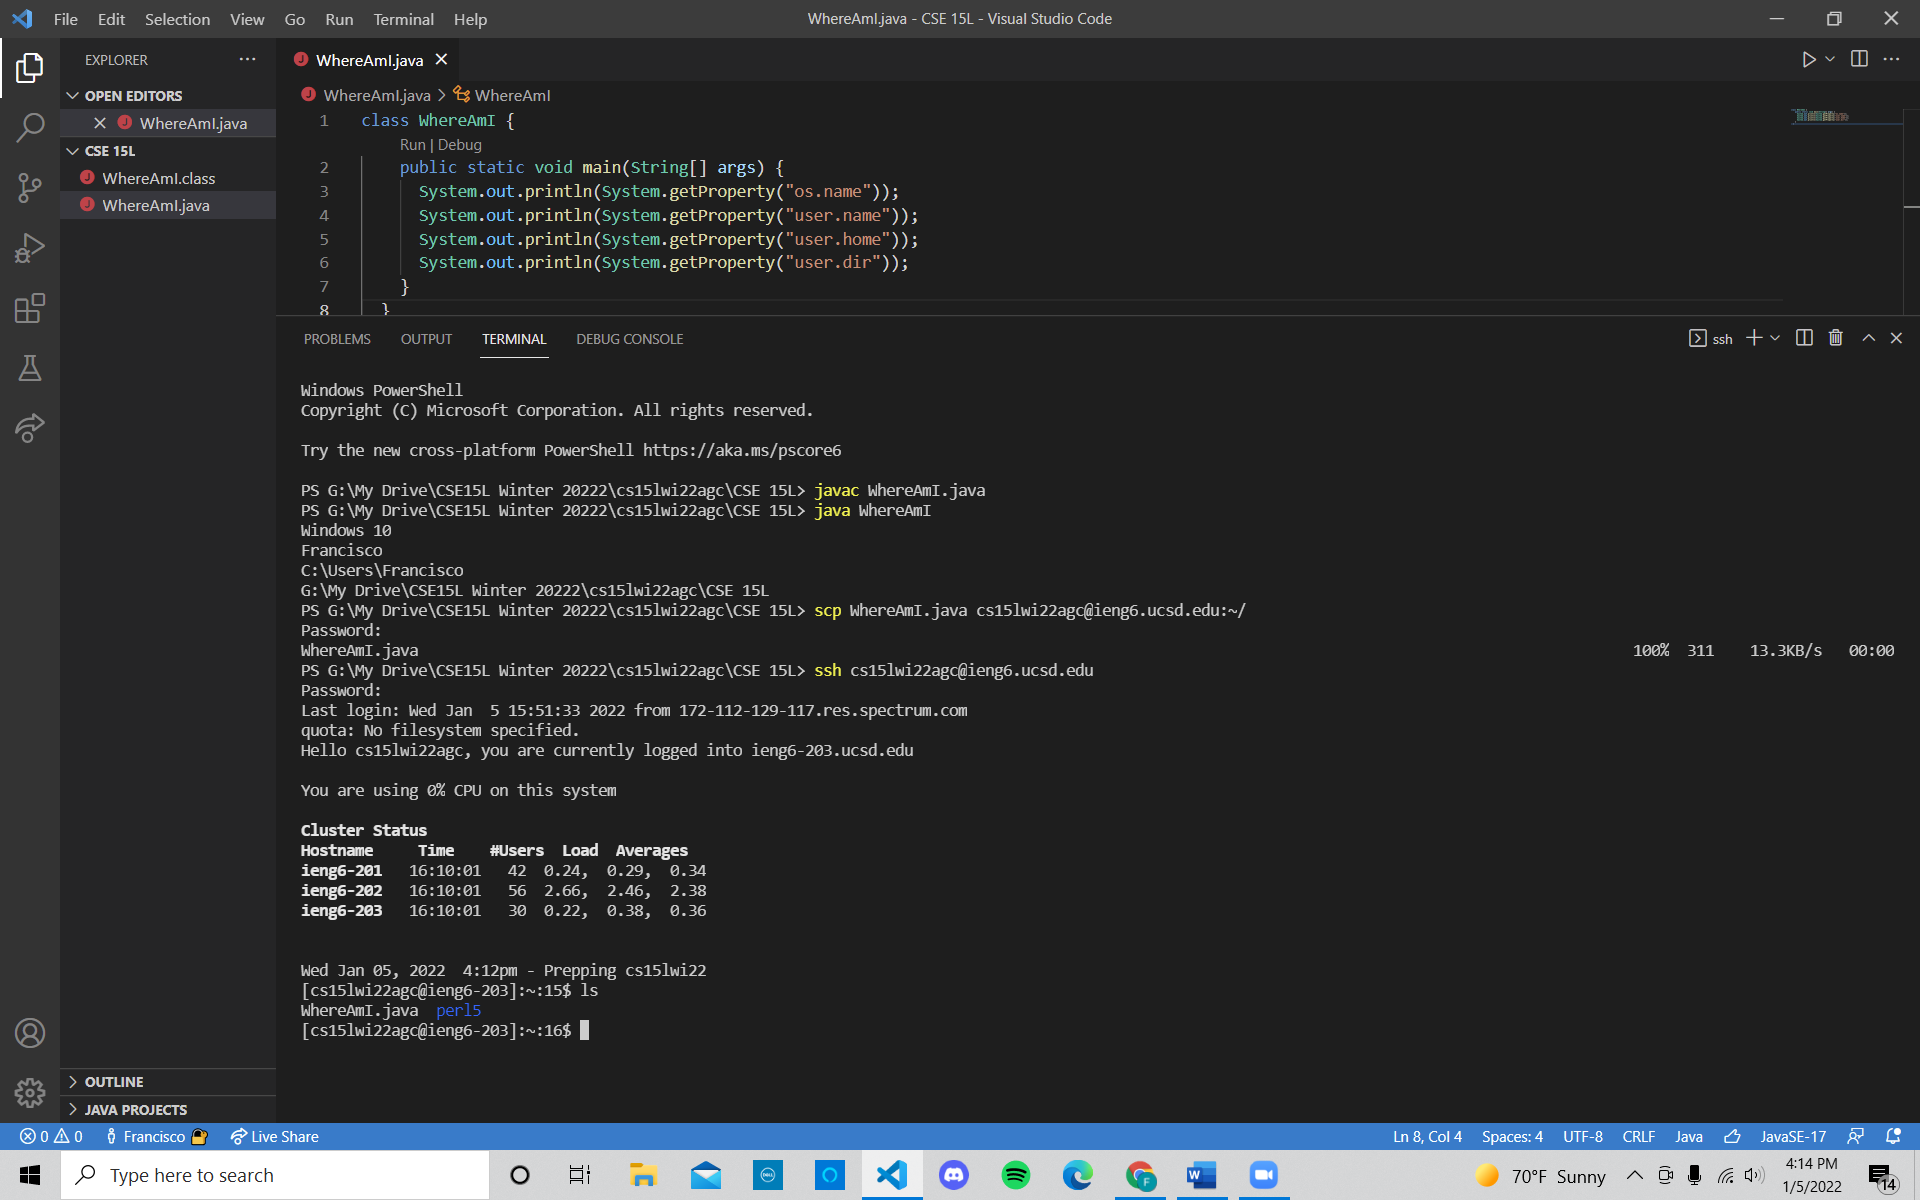 File Edit Selection View Go Run Terminal Help
WhereAmI.java - CSE 15L - Visual Studio Code
EXPLORER
OPEN EDITORS
WhereAmI.java
CSE 15L
WhereAmI.class
WhereAmI.java
OUTLINE
JAVA PROJECTS
WhereAmI.java
WhereAmI.java > WhereAmI
1 class WhereAmI {
Run | Debug
2 public static void main(String[] args) {
3 System.out.println(System.getProperty("os.name"));
4 System.out.println(System.getProperty("user.name"));
5 System.out.println(System.getProperty("user.home"));
6 System.out.println(System.getProperty("user.dir"));
7 }
8 }
PROBLEMS OUTPUT TERMINAL DEBUG CONSOLE
ssh
Windows PowerShell
Copyright (C) Microsoft Corporation. All rights reserved.
Try the new cross-platform PowerShell https://aka.ms/pscore6
PS G:\My Drive\CSE15L Winter 20222\cs15lwi22agc\CSE 15L> javac WhereAmI.java
PS G:\My Drive\CSE15L Winter 20222\cs15lwi22agc\CSE 15L> java WhereAmI
Windows 10
Francisco
C:\Users\Francisco
G:\My Drive\CSE15L Winter 20222\cs15lwi22agc\CSE 15L
PS G:\My Drive\CSE15L Winter 20222\cs15lwi22agc\CSE 15L> scp WhereAmI.java cs15lwi22agc@ieng6.ucsd.edu:~/
Password:
WhereAmI.java 100% 311 13.3KB/s 00:00
PS G:\My Drive\CSE15L Winter 20222\cs15lwi22agc\CSE 15L> ssh cs15lwi22agc@ieng6.ucsd.edu
Password:
Last login: Wed Jan  5 15:51:33 2022 from 172-112-129-117.res.spectrum.com
quota: No filesystem specified.
Hello cs15lwi22agc, you are currently logged into ieng6-203.ucsd.edu
You are using 0% CPU on this system
Cluster Status
Hostname Time #Users Load Averages
ieng6-201 16:10:01 42 0.24, 0.29, 0.34
ieng6-202 16:10:01 56 2.66, 2.46, 2.38
ieng6-203 16:10:01 30 0.22, 0.38, 0.36
Wed Jan 05, 2022  4:12pm - Prepping cs15lwi22
[cs15lwi22agc@ieng6-203]:~:15$ ls
WhereAmI.java  perl5
[cs15lwi22agc@ieng6-203]:~:16$
0 0 Francisco Live Share
Ln 8, Col 4 Spaces: 4 UTF-8 CRLF Java JavaSE-17
Type here to search
DELL
W
F
70°F Sunny
4:14 PM
1/5/2022
14